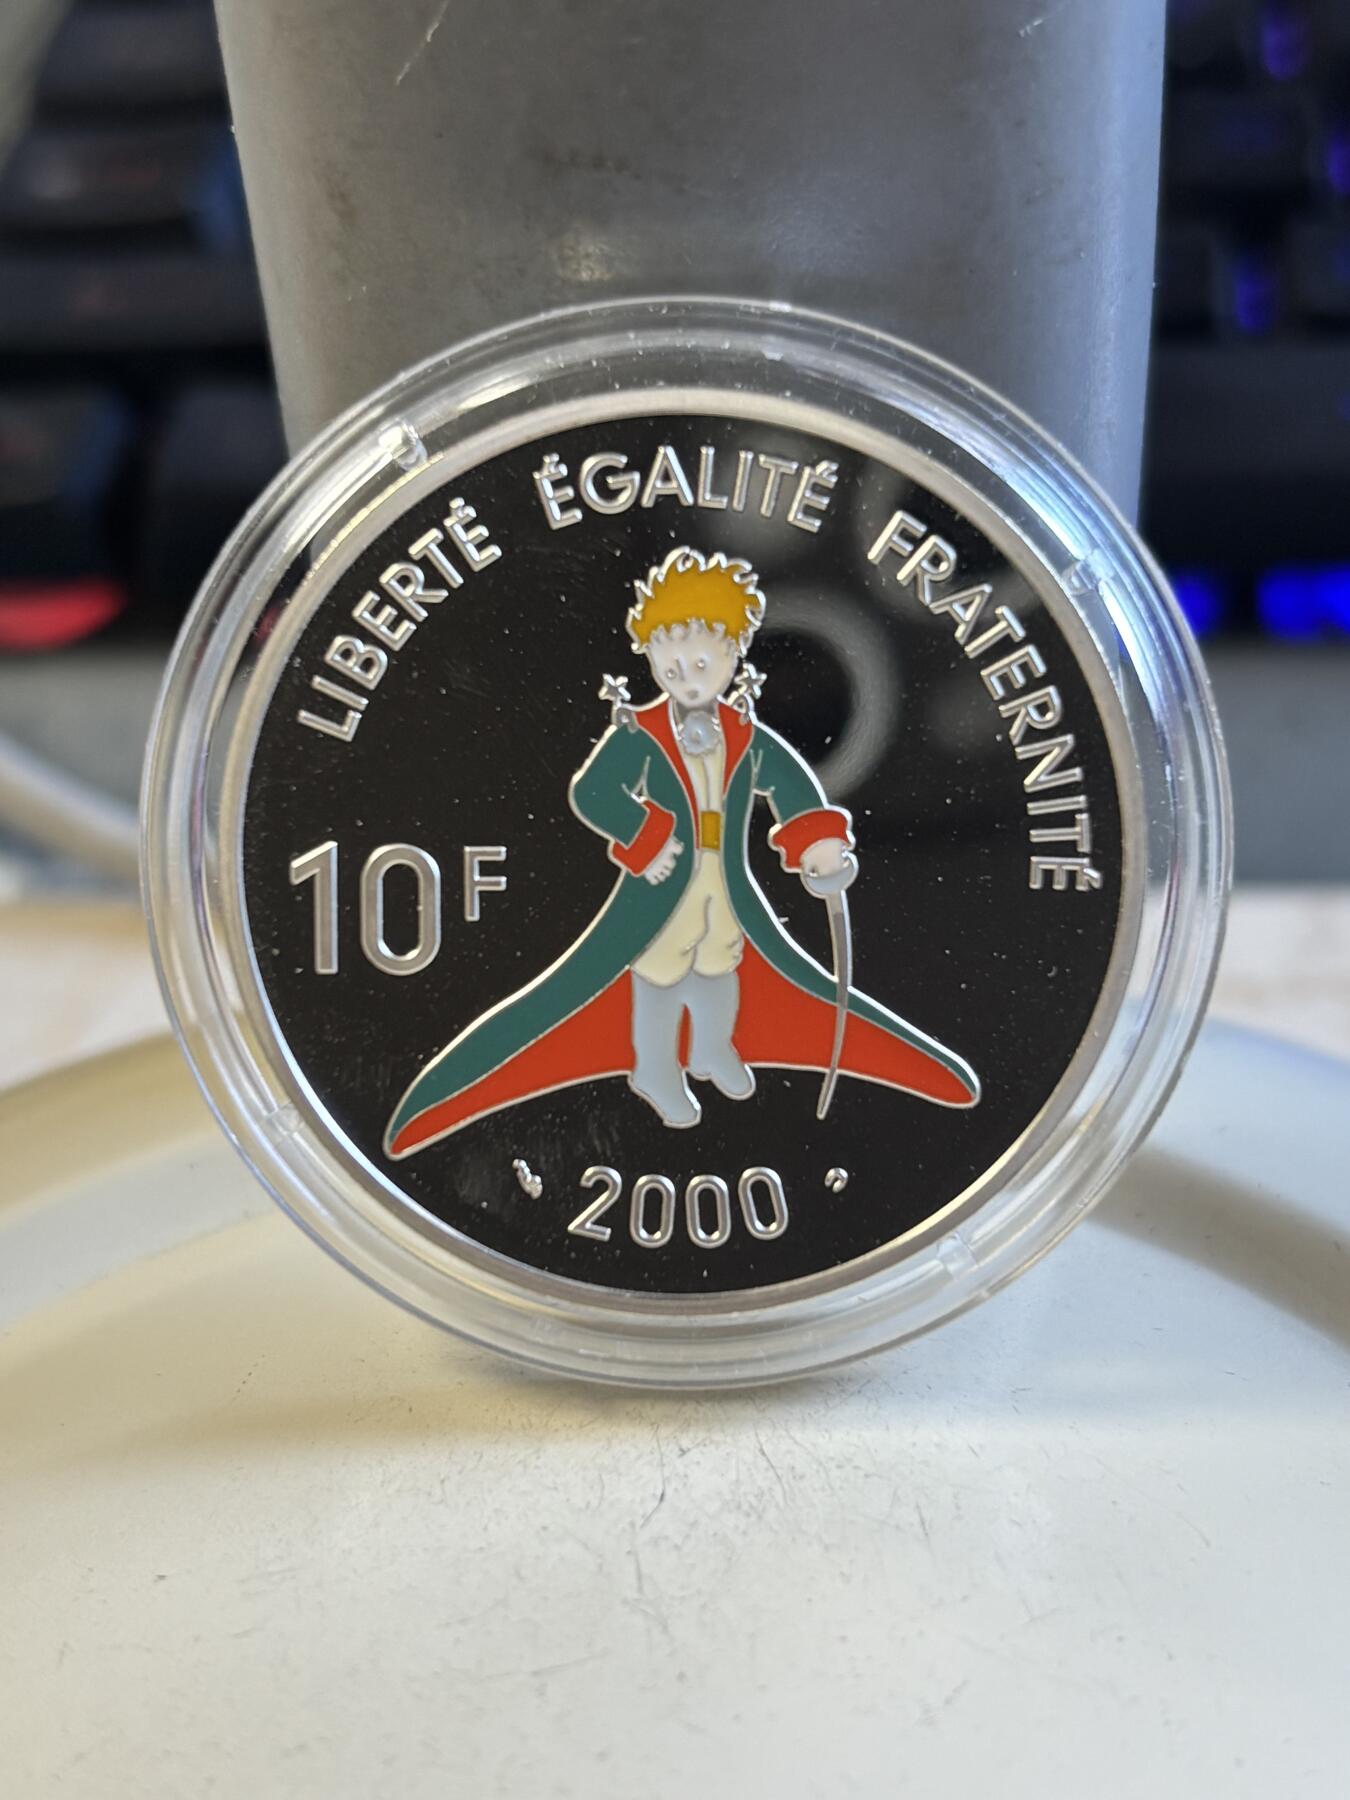 LIBERTÉ ÉGALITÉ FRATERNITÉ
10F
2000